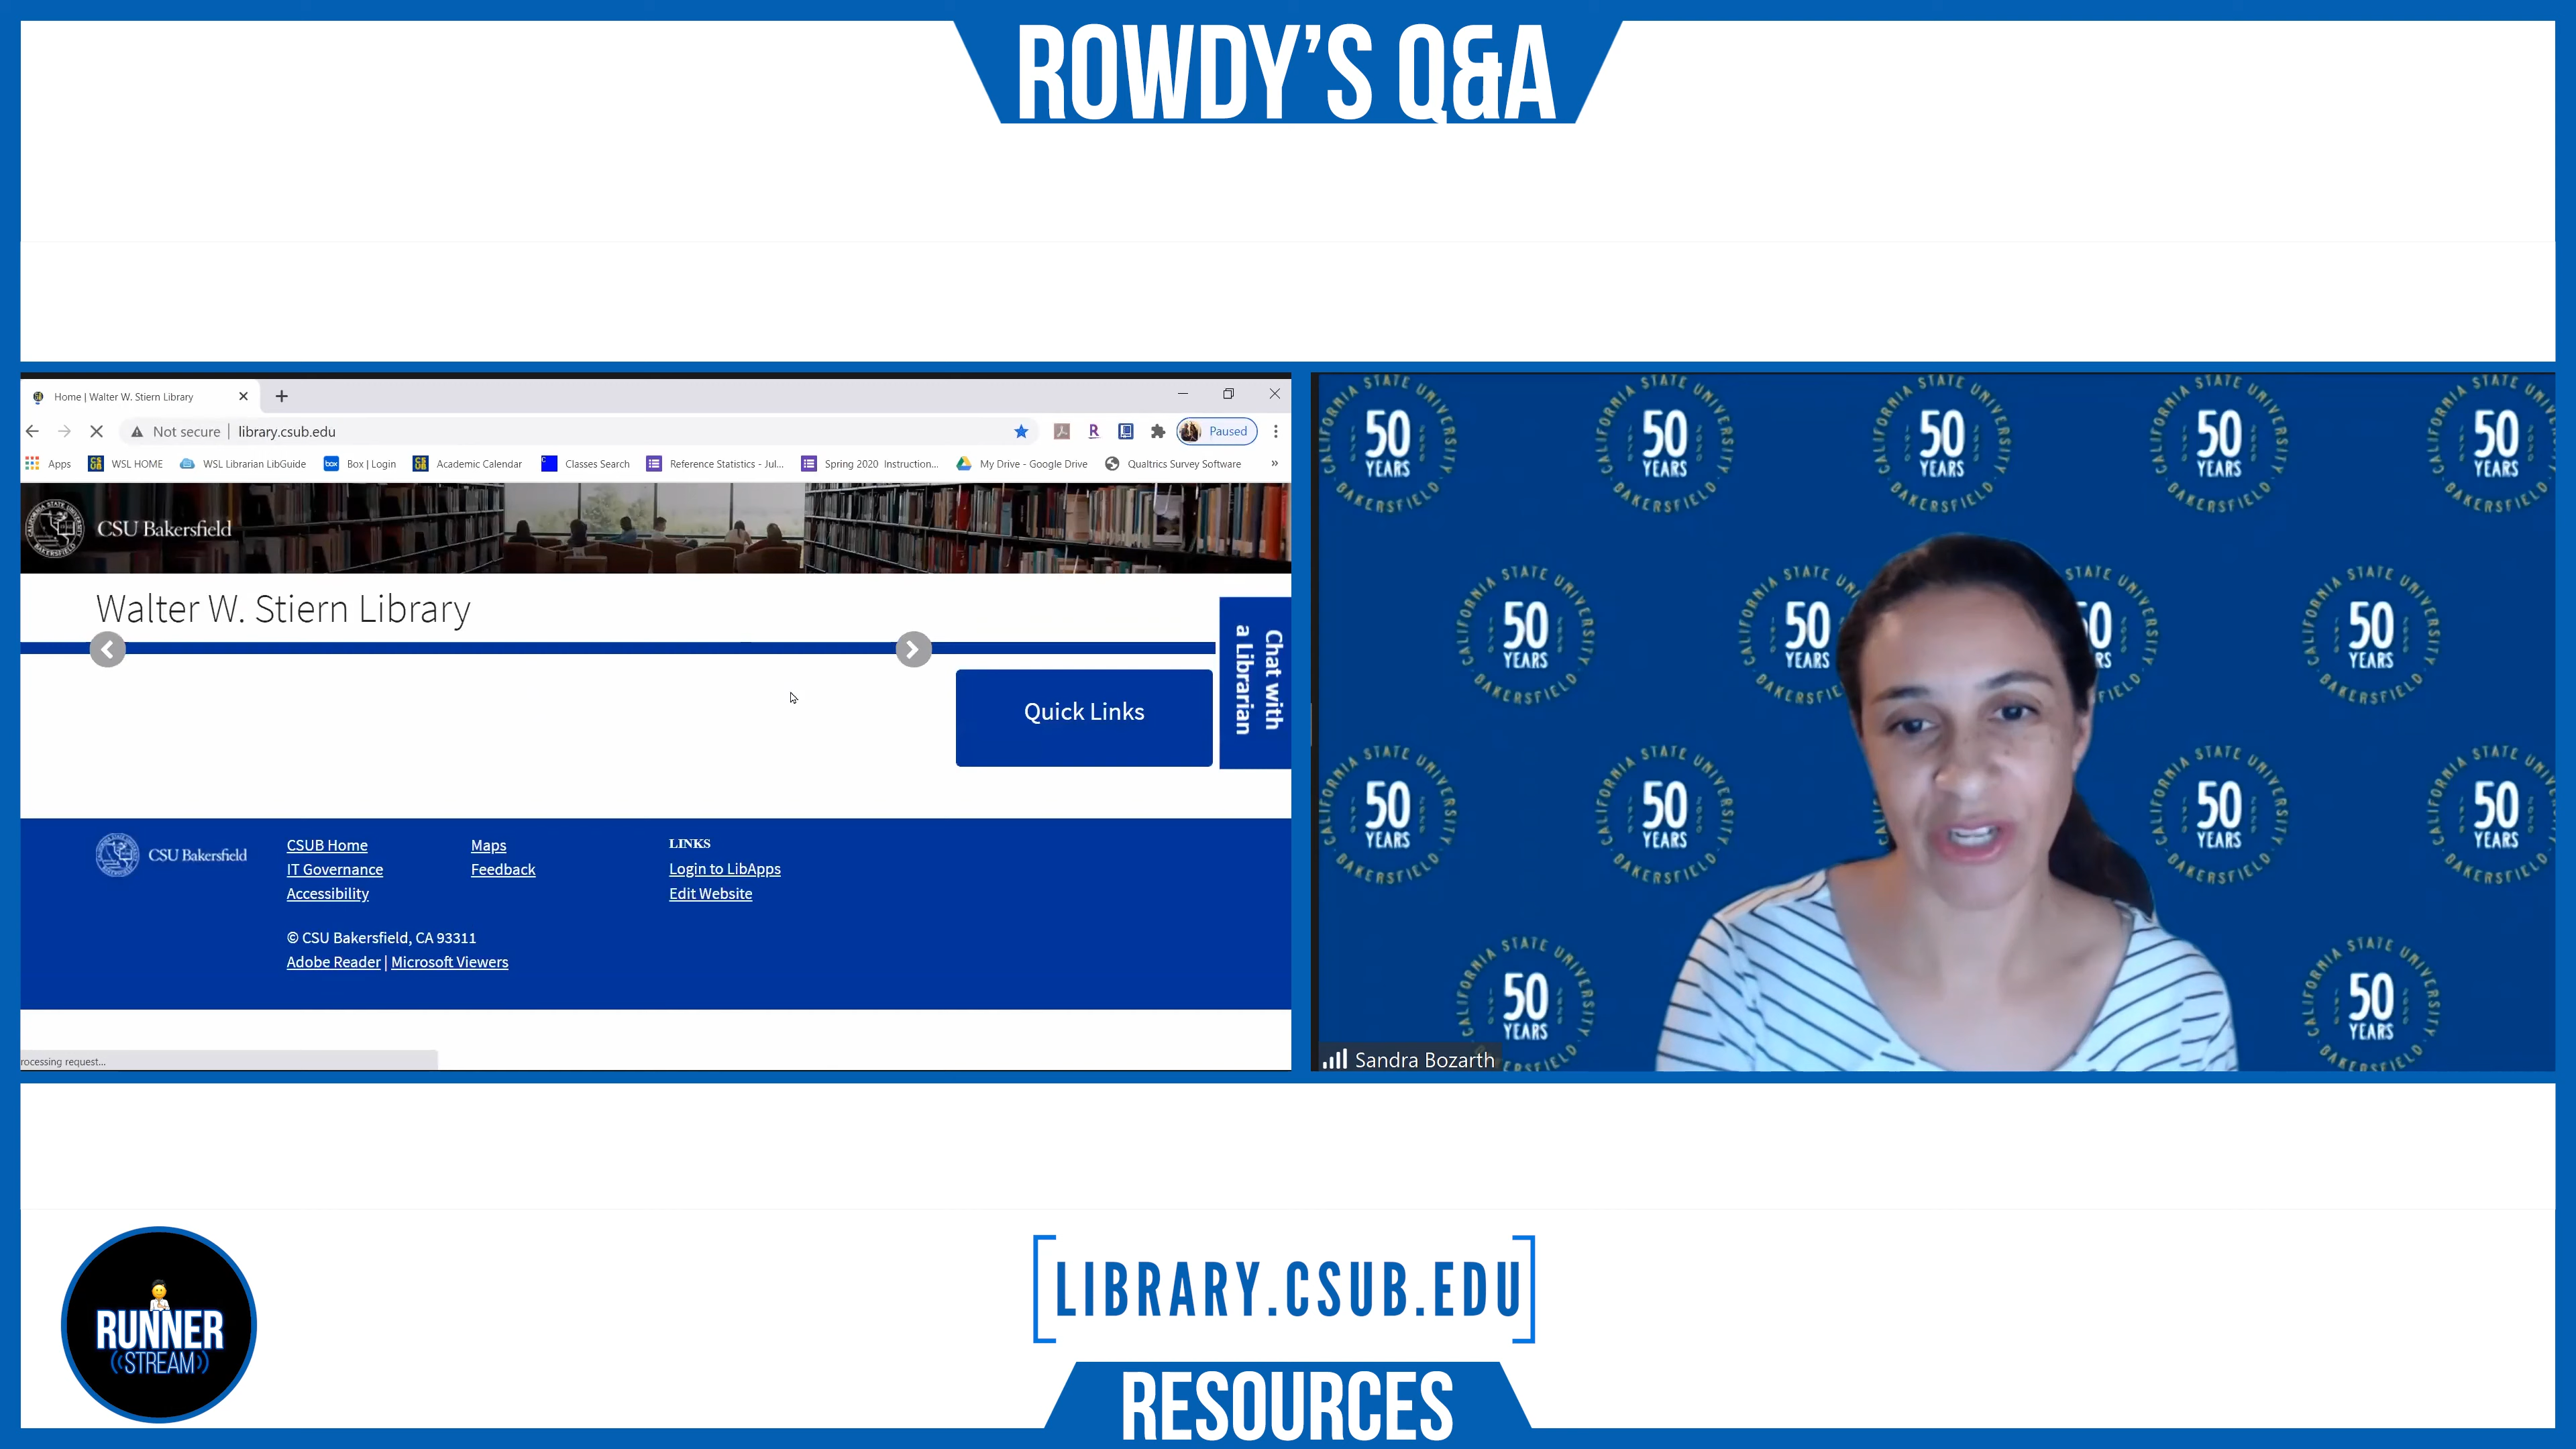 ROWDY'S Q&A
Home | Walter W. Stiern Library
Not secure | library.csub.edu
Paused
Apps WSL HOME WSL Librarian LibGuide Box | Login Academic Calendar Classes Search Reference Statistics - Jul... Spring 2020 Instruction... My Drive - Google Drive Qualtrics Survey Software »
CSU Bakersfield
Walter W. Stiern Library
Chat with
a Librarian
Quick Links
CSU Bakersfield
CSUB Home
IT Governance
Accessibility
Maps
Feedback
LINKS
Login to LibApps
Edit Website
© CSU Bakersfield, CA 93311
Adobe Reader | Microsoft Viewers
rocessing request...
CALIFORNIA STATE UNIVERSITY
50
YEARS
BAKERSFIELD
Sandra Bozarth
RUNNER
((STREAM))
[LIBRARY.CSUB.EDU]
RESOURCES